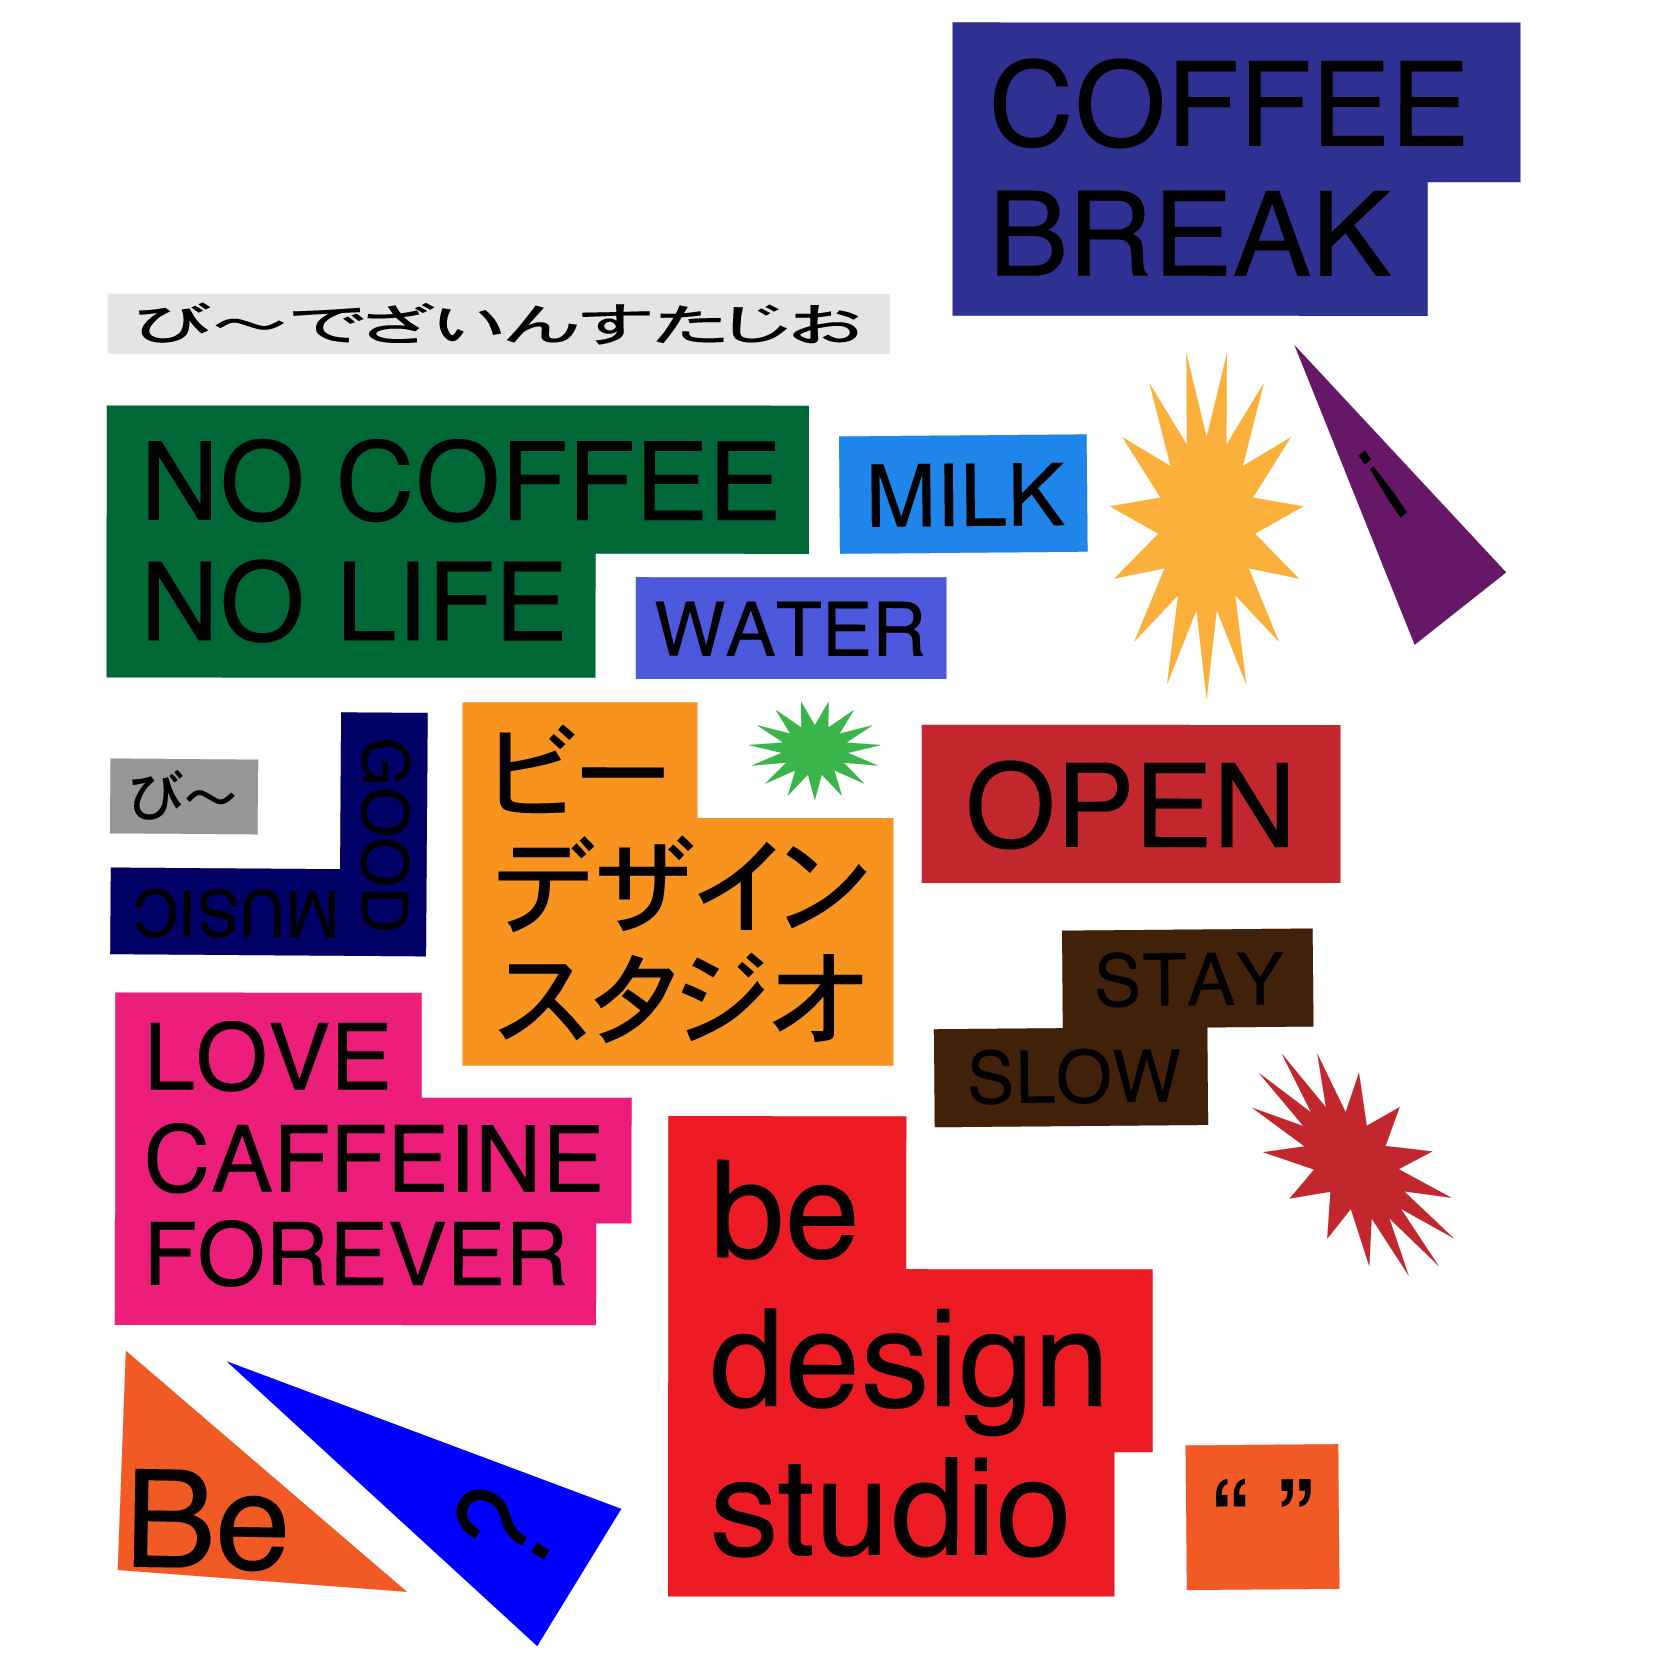 COFFEE
BREAK
び〜でざいんすたじお
NO COFFEE
NO LIFE
MILK
!
WATER
び〜
GOOD
MUSIC
ビー
デザイン
スタジオ
OPEN
STAY
SLOW
LOVE
CAFFEINE
FOREVER
be
design
studio
Be
?
“ ”